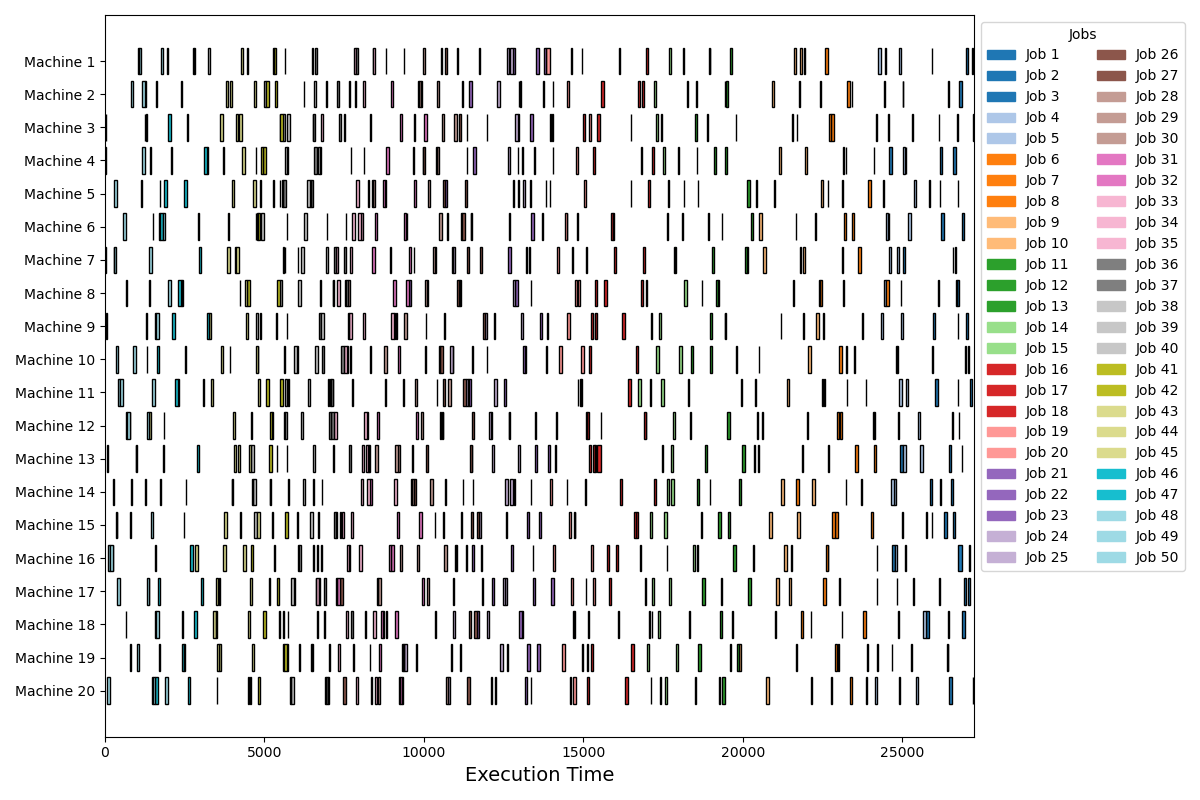 Machine 1
Machine 2
Machine 3
Machine 4
Machine 5
Machine 6
Machine 7
Machine 8
Machine 9
Machine 10
Machine 11
Machine 12
Machine 13
Machine 14
Machine 15
Machine 16
Machine 17
Machine 18
Machine 19
Machine 20
0 5000 10000 15000 20000 25000
Execution Time
Jobs
Job 1 Job 26
Job 2 Job 27
Job 3 Job 28
Job 4 Job 29
Job 5 Job 30
Job 6 Job 31
Job 7 Job 32
Job 8 Job 33
Job 9 Job 34
Job 10 Job 35
Job 11 Job 36
Job 12 Job 37
Job 13 Job 38
Job 14 Job 39
Job 15 Job 40
Job 16 Job 41
Job 17 Job 42
Job 18 Job 43
Job 19 Job 44
Job 20 Job 45
Job 21 Job 46
Job 22 Job 47
Job 23 Job 48
Job 24 Job 49
Job 25 Job 50